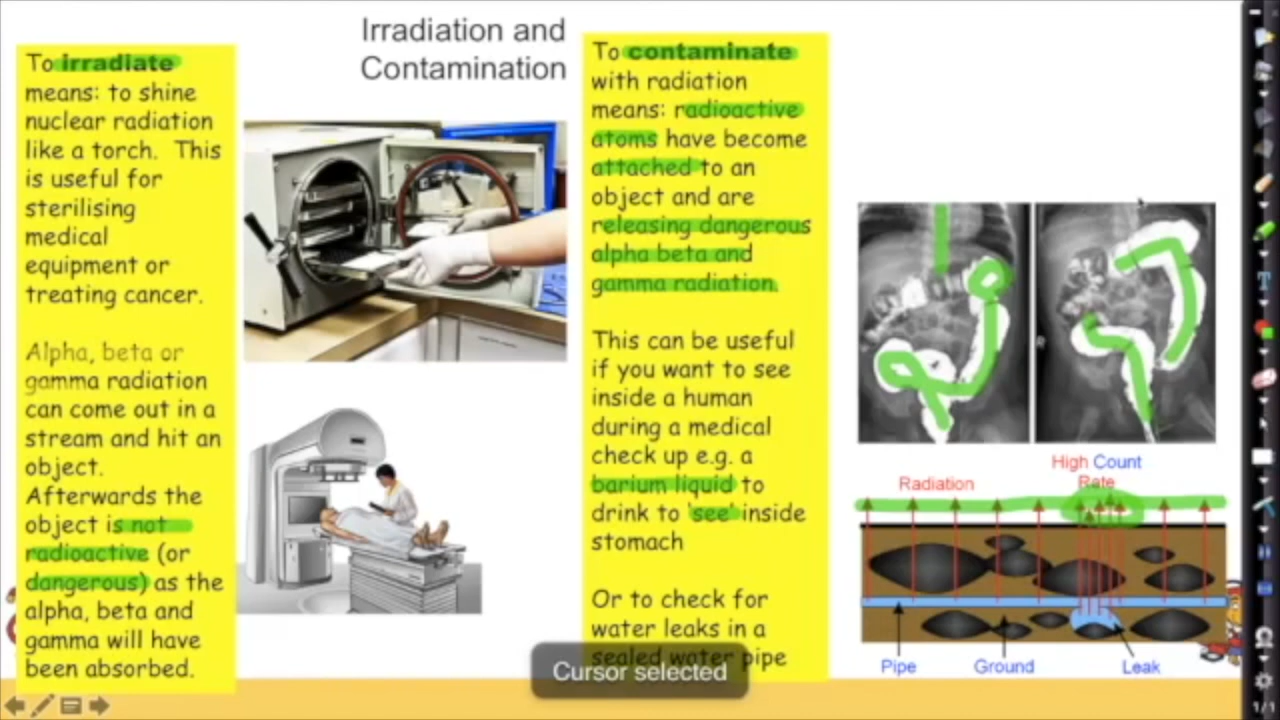 Irradiation and
Contamination
To irradiate
means: to shine
nuclear radiation
like a torch. This
is useful for
sterilising
medical
equipment or
treating cancer.
Alpha, beta or
gamma radiation
can come out in a
stream and hit an
object.
Afterwards the
object is not
radioactive (or
dangerous) as the
alpha, beta and
gamma will have
been absorbed.
To contaminate
with radiation
means: radioactive
atoms have become
attached to an
object and are
releasing dangerous
alpha beta and
gamma radiation.
This can be useful
if you want to see
inside a human
during a medical
check up e.g. a
barium liquid to
drink to 'see' inside
stomach
Or to check for
water leaks in a
sealed water pipe
High Count
Rate
Radiation
Pipe
Ground
Leak
Cursor selected
1/1